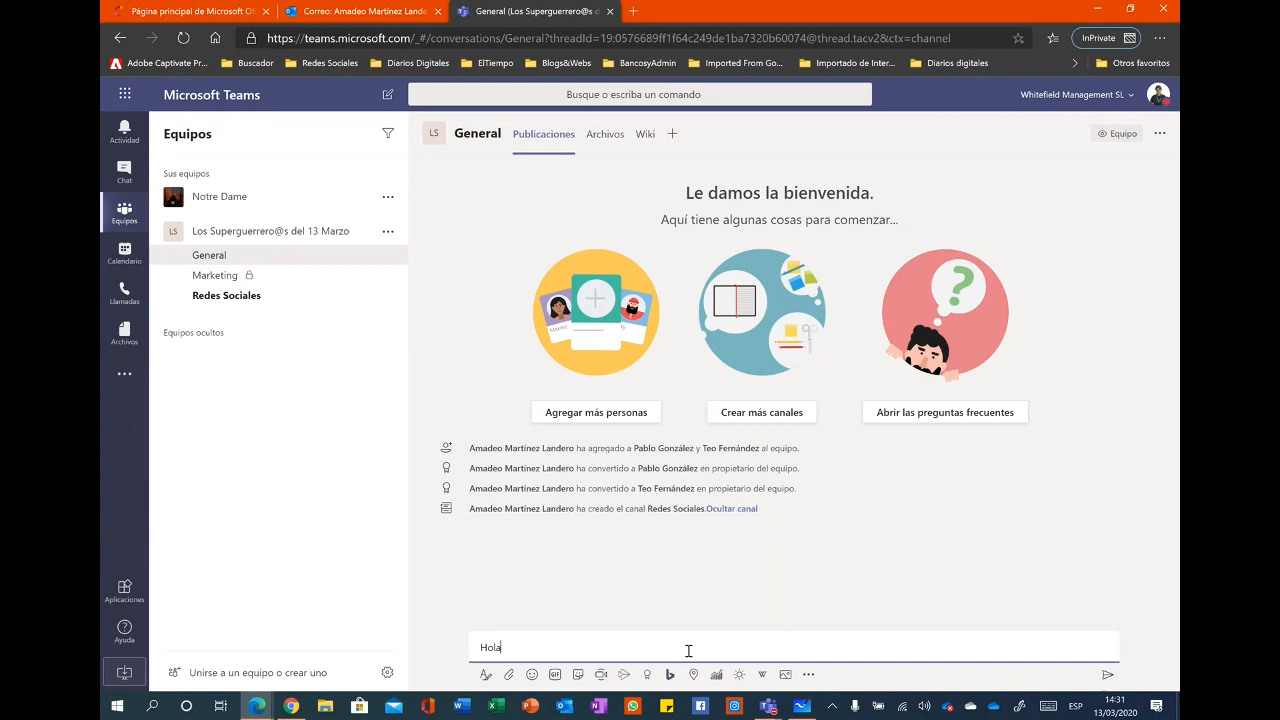 Página principal de Microsoft Of
Correo: Amadeo Martínez Lande
General (Los Superguerrero@s d
https://teams.microsoft.com/_#/conversations/General?threadId=19:0576689ff1f64c249de1ba7320b60074@thread.tacv2&ctx=channel
InPrivate
Adobe Captivate Pr...
Buscador
Redes Sociales
Diarios Digitales
ElTiempo
Blogs&Webs
BancosyAdmin
Imported From Go...
Importado de Inter...
Diarios digitales
Otros favoritos
Microsoft Teams
Busque o escriba un comando
Whitefield Management SL
Actividad
Chat
Equipos
Calendario
Llamadas
Archivos
Aplicaciones
Ayuda
Equipos
Sus equipos
Notre Dame
LS
Los Superguerrero@s del 13 Marzo
General
Marketing
Redes Sociales
Equipos ocultos
Unirse a un equipo o crear uno
LS
General
Publicaciones
Archivos
Wiki
Equipo
Le damos la bienvenida.
Aquí tiene algunas cosas para comenzar...
Agregar más personas
Crear más canales
Abrir las preguntas frecuentes
Amadeo Martínez Landero ha agregado a Pablo González y Teo Fernández al equipo.
Amadeo Martínez Landero ha convertido a Pablo González en propietario del equipo.
Amadeo Martínez Landero ha convertido a Teo Fernández en propietario del equipo.
Amadeo Martínez Landero ha creado el canal Redes Sociales.Ocultar canal
Hola
GIF
ESP
14:31
13/03/2020